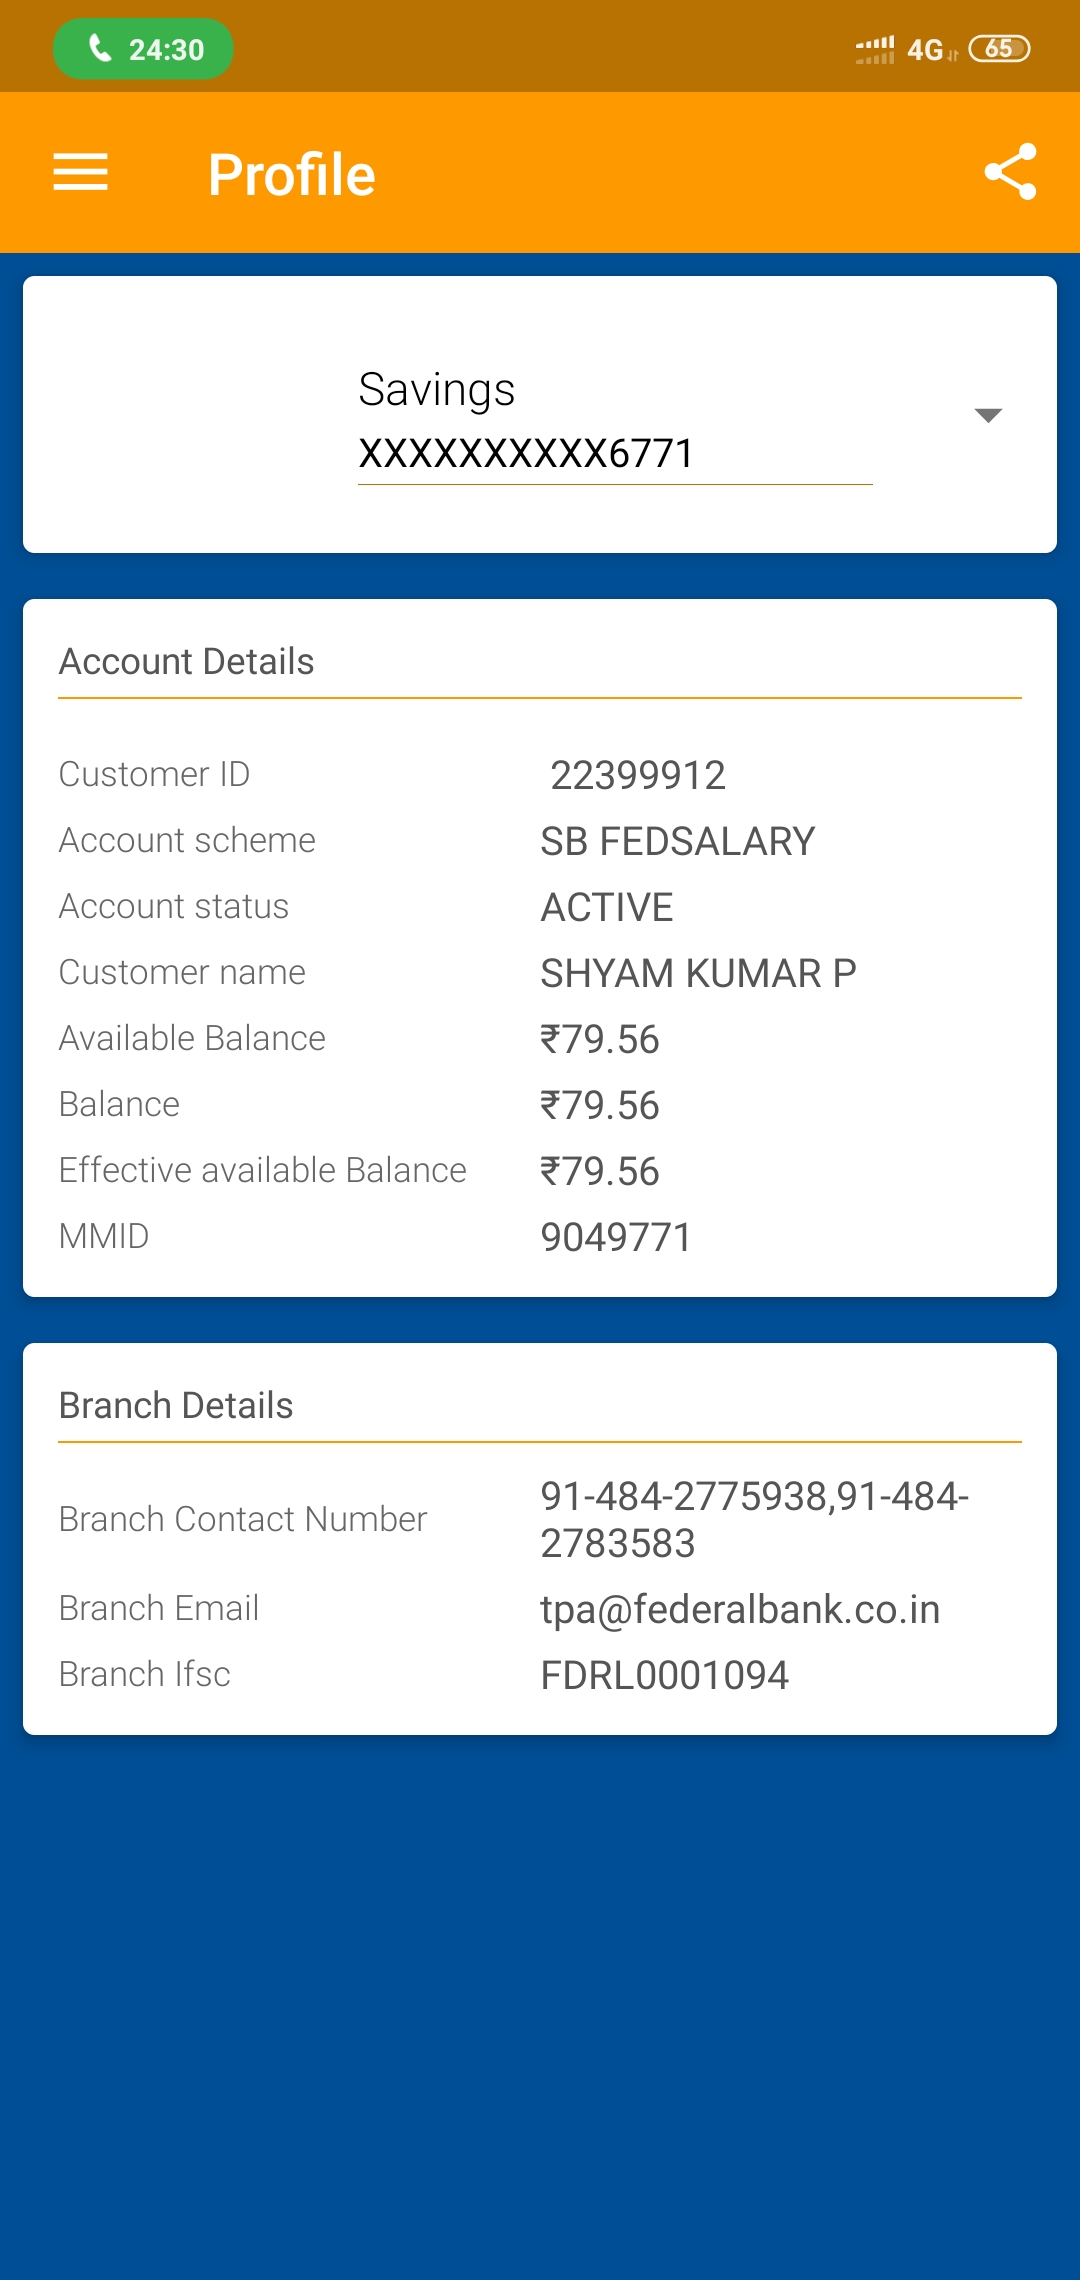 24:30 4G 65
Profile
Savings
XXXXXXXXXX6771
Account Details
Customer ID 22399912
Account scheme SB FEDSALARY
Account status ACTIVE
Customer name SHYAM KUMAR P
Available Balance ₹79.56
Balance ₹79.56
Effective available Balance ₹79.56
MMID 9049771
Branch Details
Branch Contact Number 91-484-2775938,91-484-
2783583
Branch Email tpa@federalbank.co.in
Branch Ifsc FDRL0001094